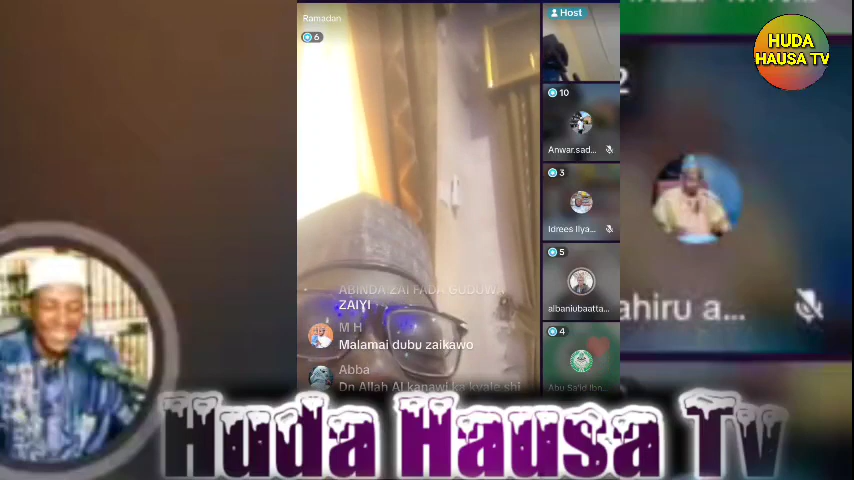 Ramadan
6
Host
HUDA
HAUSA TV
10
Anwar.sad...
3
Idrees Ilya...
5
albaniubaatta...
4
Abu Sa'id Ibn...
ABINDA ZAI FADA GUDUWA
ZAIYI
M H
Malamai dubu zaikawo
Abba
Dn Allah Al kanawi ka kyale shi
ahiru a...
Huda Hausa Tv